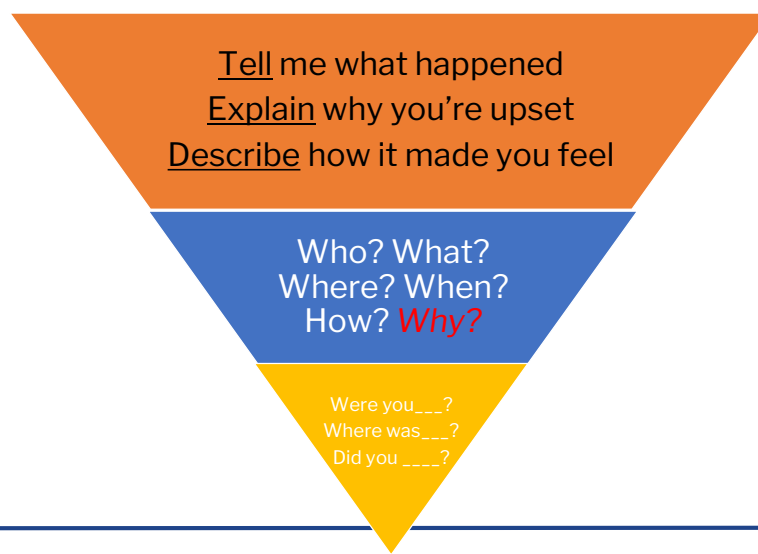 Tell me what happened
Explain why you’re upset
Describe how it made you feel
Who? What?
Where? When?
How? Why?
Were you___?
Where was___?
Did you ____?